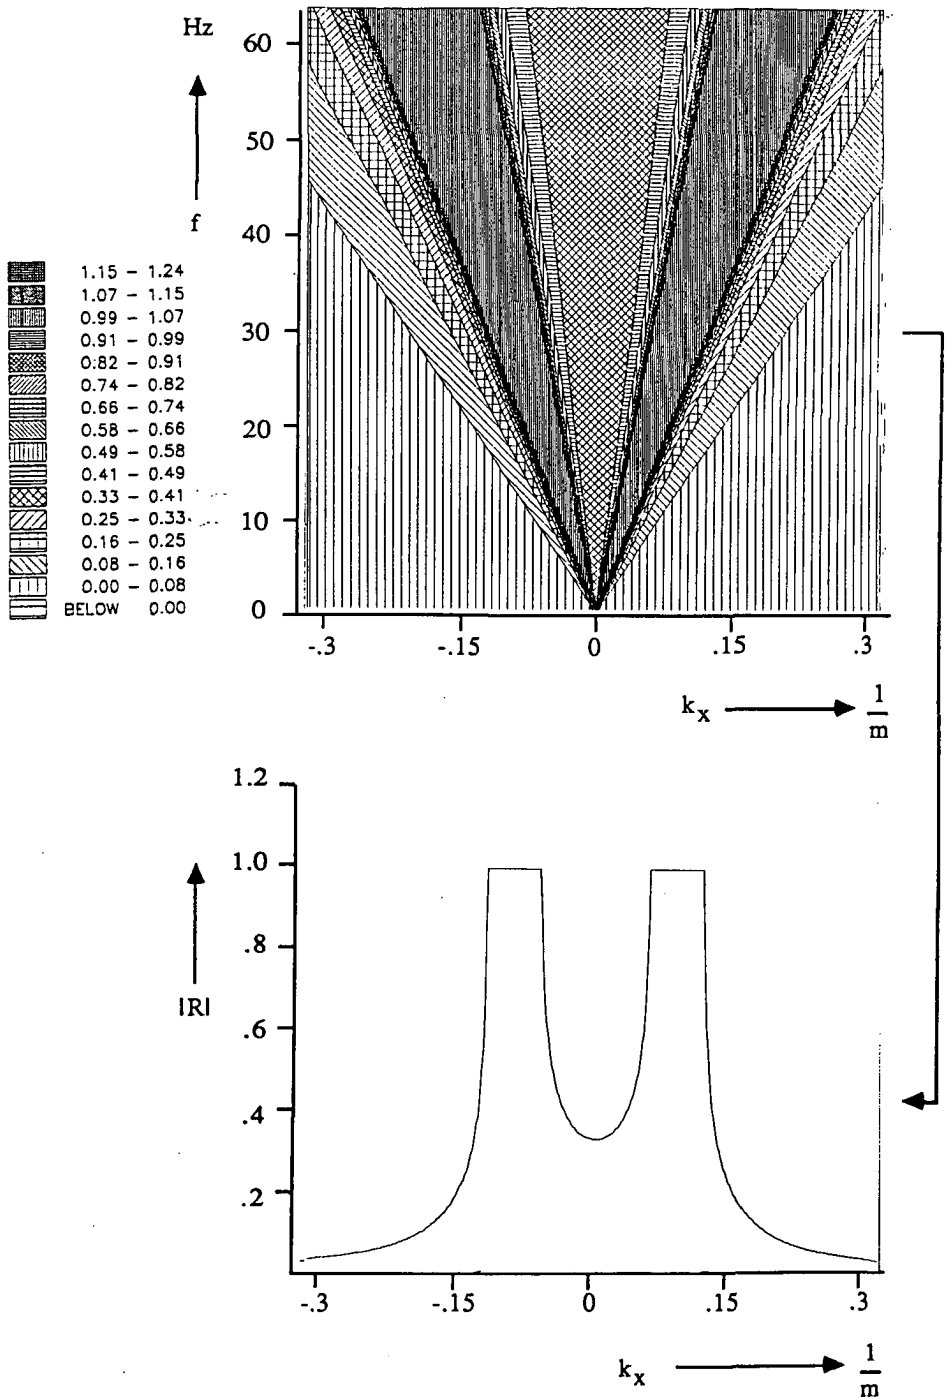 Hz
60
50
f
40
30
20
10
0
1.15 - 1.24
1.07 - 1.15
0.99 - 1.07
0.91 - 0.99
0.82 - 0.91
0.74 - 0.82
0.66 - 0.74
0.58 - 0.66
0.49 - 0.58
0.41 - 0.49
0.33 - 0.41
0.25 - 0.33
0.16 - 0.25
0.08 - 0.16
0.00 - 0.08
BELOW 0.00
-.3 -.15 0 .15 .3
kx 1/m
1.2
1.0
.8
|R|
.6
.4
.2
-.3 -.15 0 .15 .3
kx 1/m